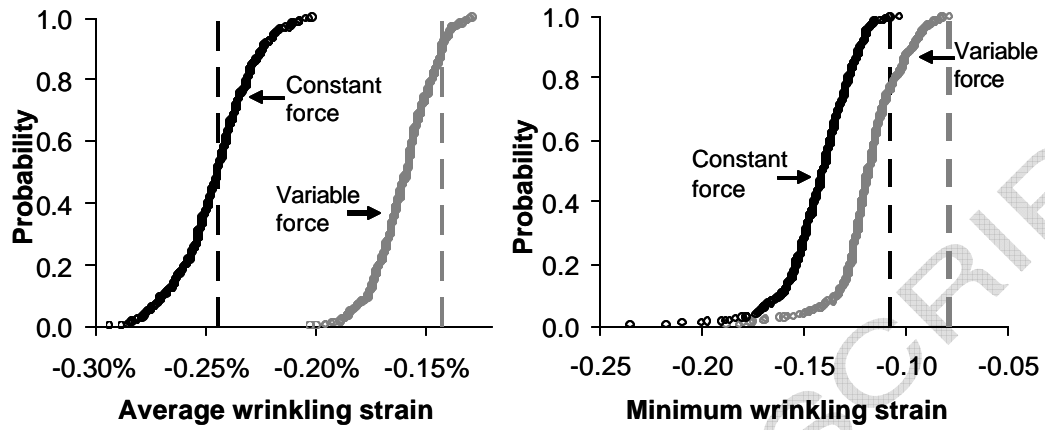 1.0
0.8
0.6
0.4
0.2
0.0
Probability
Constant
force
Variable
force
-0.30%
-0.25%
-0.20%
-0.15%
Average wrinkling strain
1.0
0.8
0.6
0.4
0.2
0.0
Probability
Variable
force
Constant
force
-0.25
-0.20
-0.15
-0.10
-0.05
Minimum wrinkling strain
SCRIP